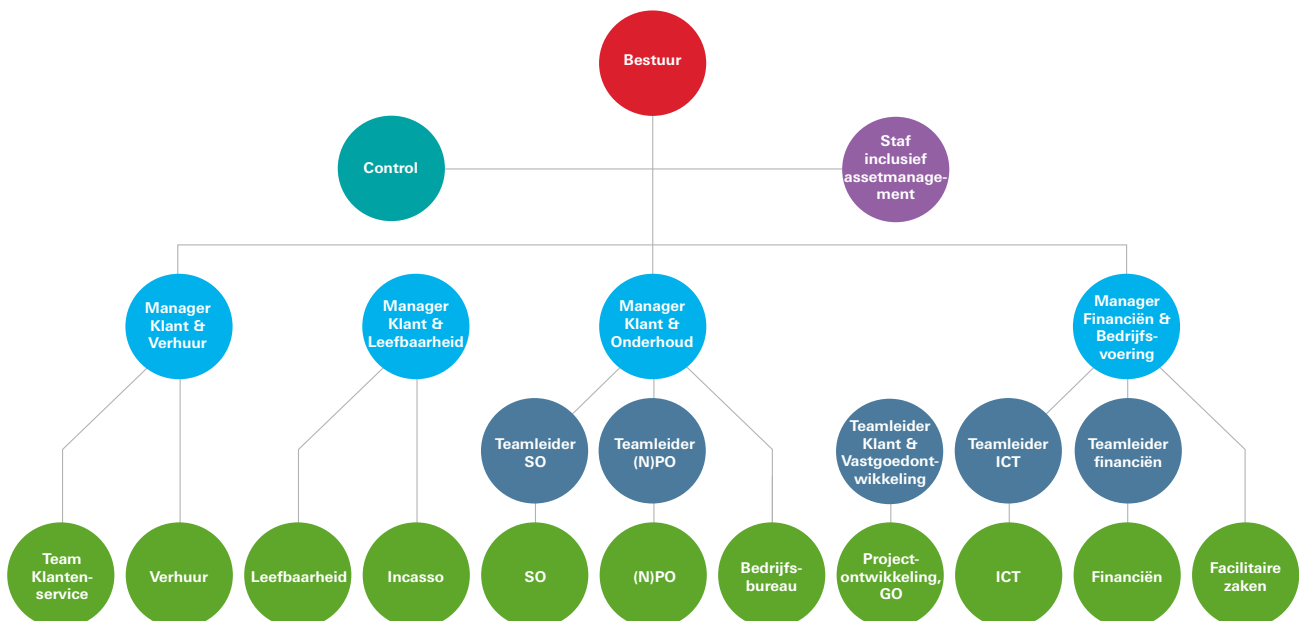 Bestuur
Control
Staf
inclusief
assetmanage-
ment
Manager
Klant &
Verhuur
Manager
Klant &
Leefbaarheid
Manager
Klant &
Onderhoud
Manager
Financiën &
Bedrijfs-
voering
Teamleider
SO
Teamleider
(N)PO
Teamleider
Klant &
Vastgoedont-
wikkeling
Teamleider
ICT
Teamleider
financiën
Team
Klanten-
service
Verhuur
Leefbaarheid
Incasso
SO
(N)PO
Bedrijfs-
bureau
Project-
ontwikkeling,
GO
ICT
Financiën
Facilitaire
zaken